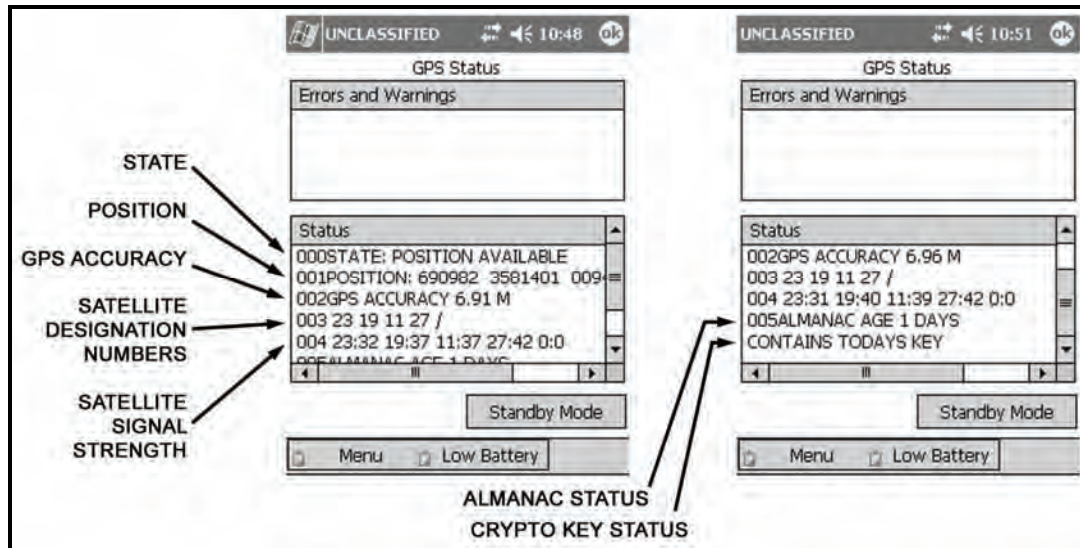 UNCLASSIFIED 10:48 ok
GPS Status
Errors and Warnings
Status
000STATE: POSITION AVAILABLE
001POSITION: 690982 3581401 009
002GPS ACCURACY 6.91 M
003 23 19 11 27 /
004 23:32 19:37 11:37 27:42 0:0
005ALMANAC AGE 1 DAYS
Standby Mode
Menu Low Battery
STATE
POSITION
GPS ACCURACY
SATELLITE
DESIGNATION
NUMBERS
SATELLITE
SIGNAL
STRENGTH
UNCLASSIFIED 10:51 ok
GPS Status
Errors and Warnings
Status
002GPS ACCURACY 6.96 M
003 23 19 11 27 /
004 23:31 19:40 11:39 27:42 0:0
005ALMANAC AGE 1 DAYS
CONTAINS TODAYS KEY
Standby Mode
Menu Low Battery
ALMANAC STATUS
CRYPTO KEY STATUS